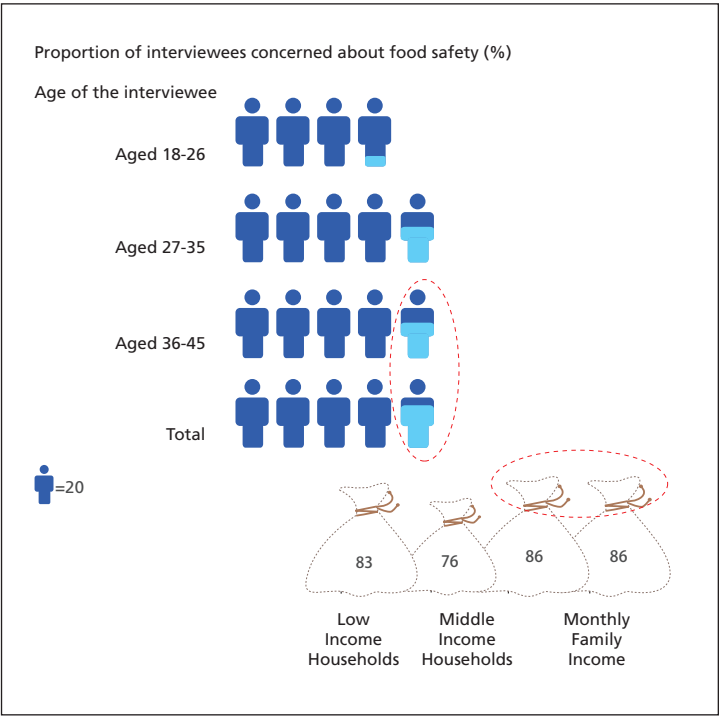 Proportion of interviewees concerned about food safety (%)
Age of the interviewee
Aged 18-26
Aged 27-35
Aged 36-45
Total
=20
83
76
86
86
Low
Income
Households
Middle
Income
Households
Monthly
Family
Income